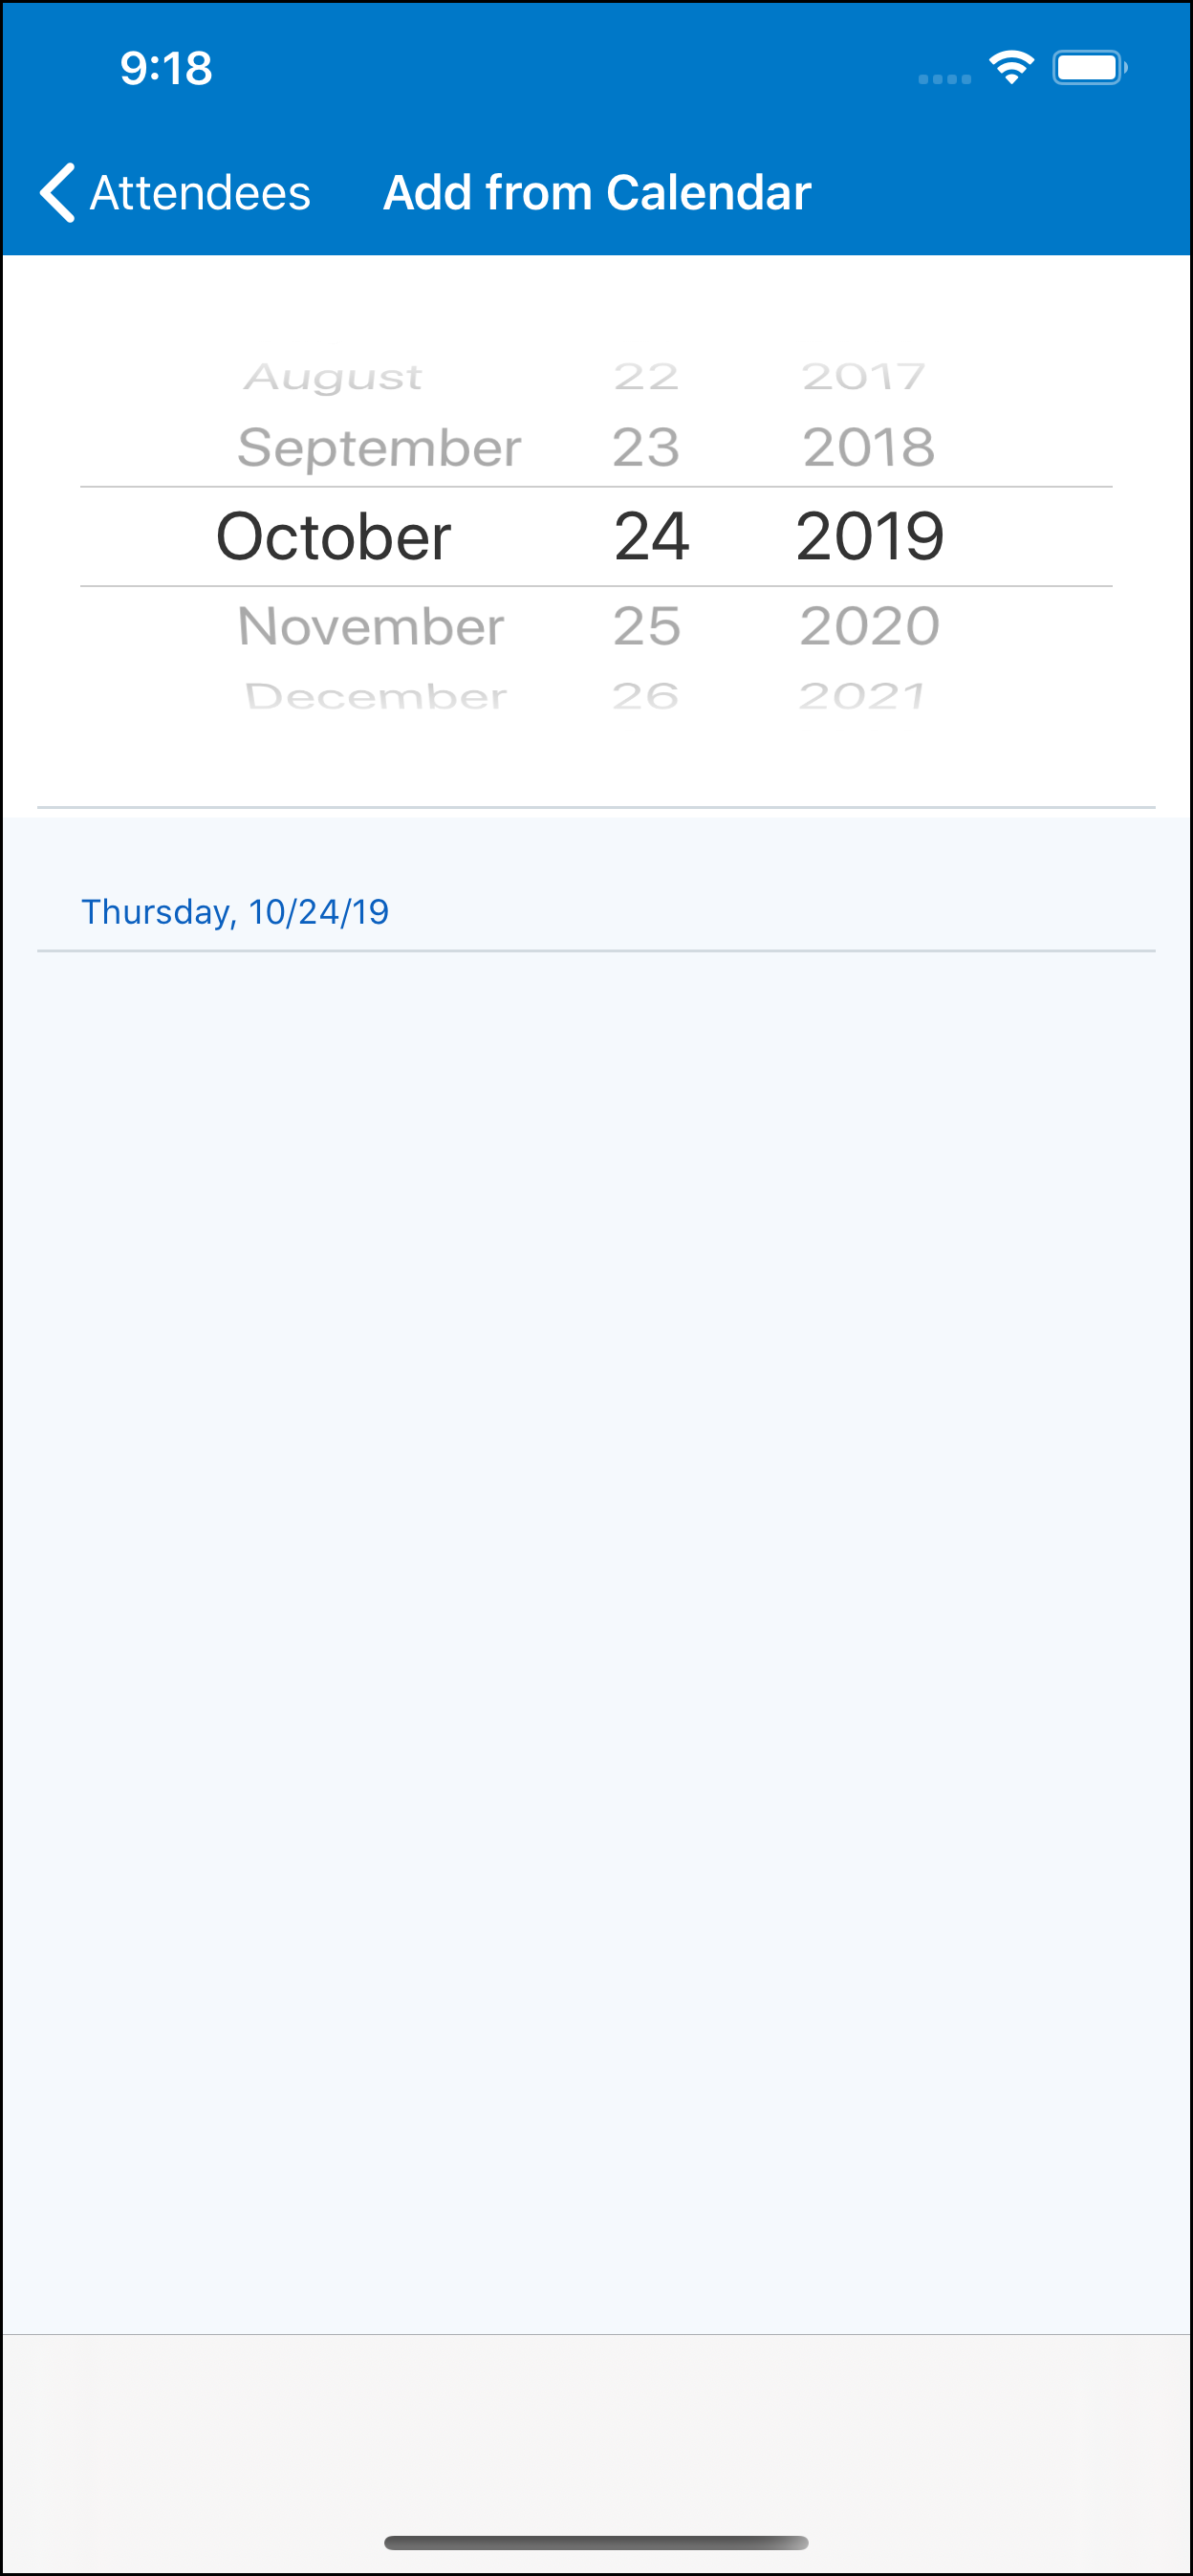 9:18
Attendees Add from Calendar
August 22 2017
September 23 2018
October 24 2019
November 25 2020
December 26 2021
Thursday, 10/24/19